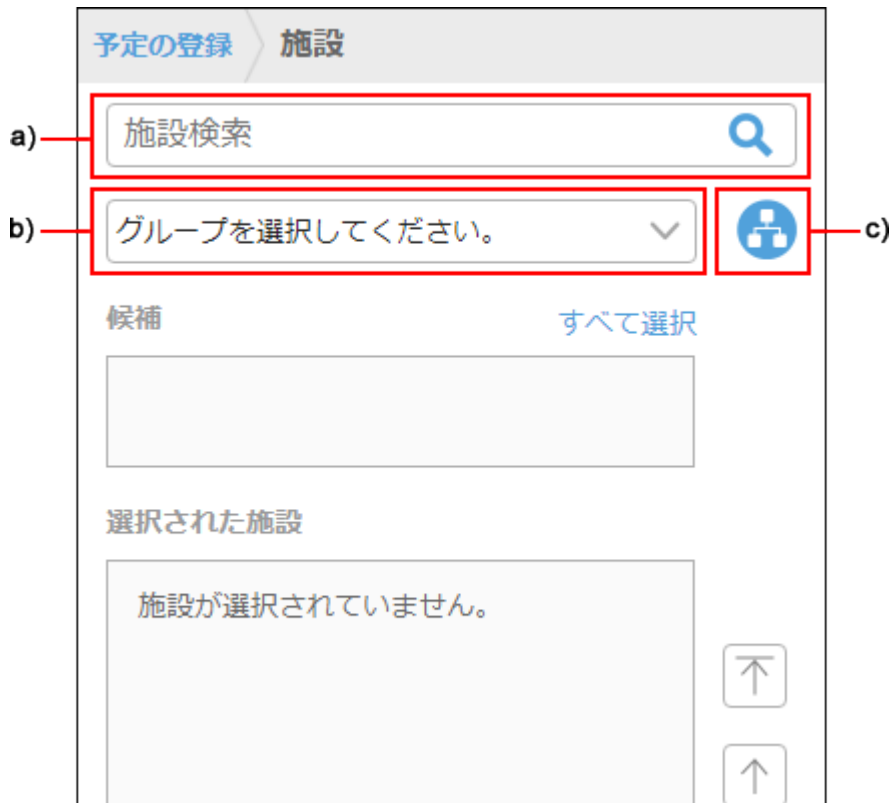 予定の登録 施設
a) 施設検索
b) グループを選択してください。 c)
候補 すべて選択
選択された施設
施設が選択されていません。